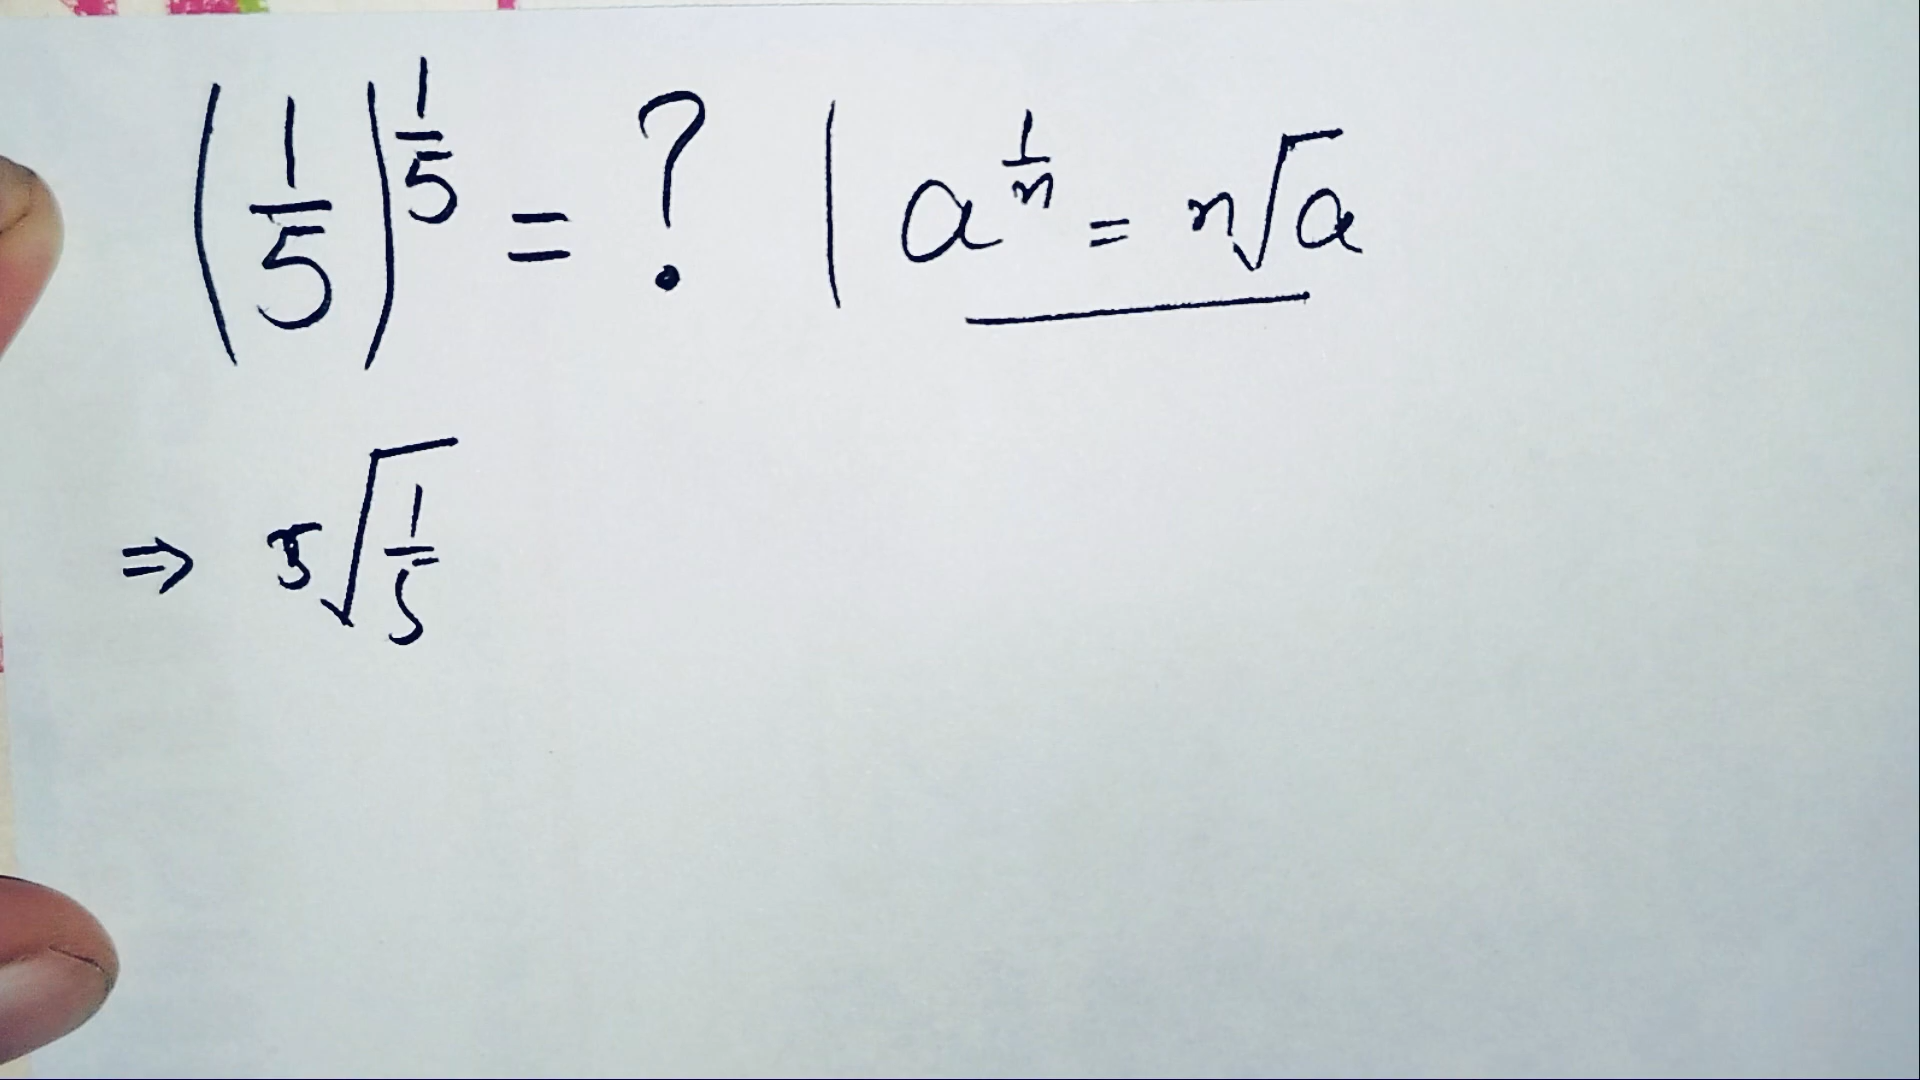 (1/5)^(1/5) = ? | a^(1/n) = n√a
⇒ 5√(1/5)